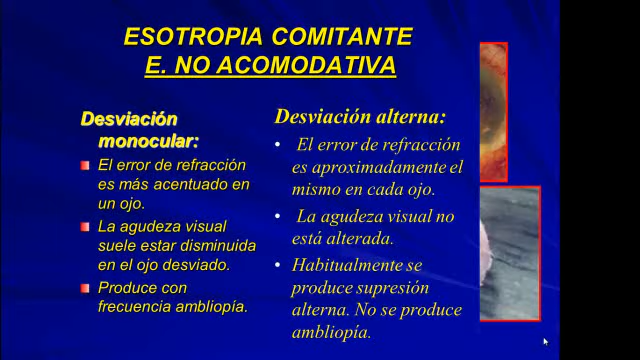 ESOTROPIA COMITANTE
E. NO ACOMODATIVA
Desviación
monocular:
El error de refracción
es más acentuado en
un ojo.
La agudeza visual
suele estar disminuida
en el ojo desviado.
Produce con
frecuencia ambliopía.
Desviación alterna:
• El error de refracción
es aproximadamente el
mismo en cada ojo.
• La agudeza visual no
está alterada.
• Habitualmente se
produce supresión
alterna. No se produce
ambliopía.